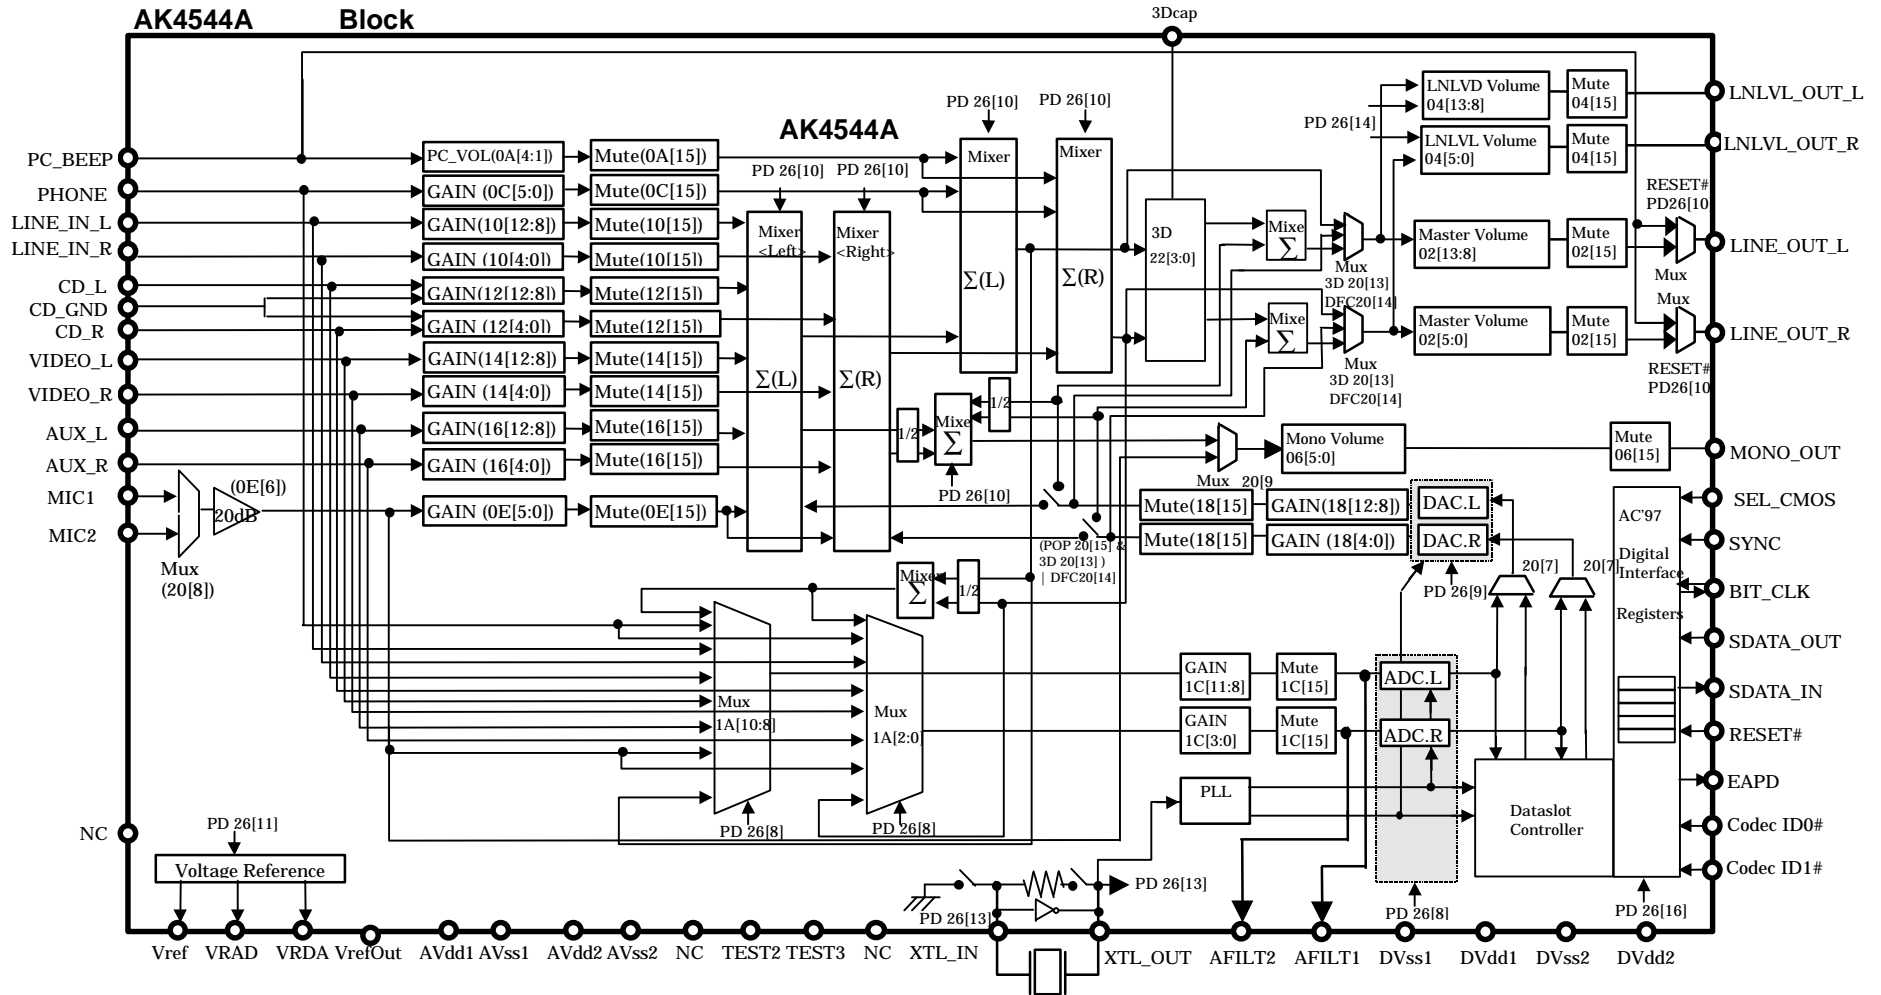 AK4544A Block
3Dcap
PC_BEEP
PHONE
LINE_IN_L
LINE_IN_R
CD_L
CD_GND
CD_R
VIDEO_L
VIDEO_R
AUX_L
AUX_R
MIC1
MIC2
NC
Mux
(20[8])
(0E[6])
20dB
PC_VOL(0A[4:1])
Mute(0A[15])
GAIN (0C[5:0])
Mute(0C[15])
GAIN(10[12:8])
Mute(10[15])
GAIN (10[4:0])
Mute(10[15])
GAIN(12[12:8])
Mute(12[15])
GAIN (12[4:0])
Mute(12[15])
GAIN(14[12:8])
Mute(14[15])
GAIN (14[4:0])
Mute(14[15])
GAIN(16[12:8])
Mute(16[15])
GAIN (16[4:0])
Mute(16[15])
GAIN (0E[5:0])
Mute(0E[15])
AK4544A
PD 26[10]
PD 26[10]
Mixer
<Left>
Σ(L)
Mixer
<Right>
Σ(R)
PD 26[10]
PD 26[10]
Mixer
Σ(L)
Mixer
Σ(R)
3D
22[3:0]
Mixe
Σ
Mixe
Σ
Mux
3D 20[13]
DFC20[14]
Mux
3D 20[13]
DFC20[14]
PD 26[14]
LNLVD Volume
04[13:8]
Mute
04[15]
LNLVL Volume
04[5:0]
Mute
04[15]
Master Volume
02[13:8]
Mute
02[15]
Master Volume
02[5:0]
Mute
02[15]
RESET#
PD26[10
Mux
Mux
RESET#
PD26[10
1/2
Mixe
Σ
1/2
PD 26[10]
Mux 20[9
Mono Volume
06[5:0]
Mute
06[15]
Mute(18[15]
GAIN(18[12:8])
DAC.L
Mute(18[15]
GAIN (18[4:0])
DAC.R
(POP 20[15] &
3D 20[13] )
| DFC20[14]
PD 26[9]
20[7]
20[7]
Mixer
Σ
1/2
Mux
1A[10:8]
PD 26[8]
Mux
1A[2:0]
PD 26[8]
GAIN
1C[11:8]
Mute
1C[15]
ADC.L
GAIN
1C[3:0]
Mute
1C[15]
ADC.R
PLL
PD 26[8]
Dataslot
Controller
AC'97
Digital
Interface
Registers
PD 26[16]
LNLVL_OUT_L
LNLVL_OUT_R
LINE_OUT_L
LINE_OUT_R
MONO_OUT
SEL_CMOS
SYNC
BIT_CLK
SDATA_OUT
SDATA_IN
RESET#
EAPD
Codec ID0#
Codec ID1#
PD 26[11]
Voltage Reference
PD 26[13]
PD 26[13]
Vref
VRAD
VRDA
VrefOut
AVdd1
AVss1
AVdd2
AVss2
NC
TEST2
TEST3
NC
XTL_IN
XTL_OUT
AFILT2
AFILT1
DVss1
DVdd1
DVss2
DVdd2